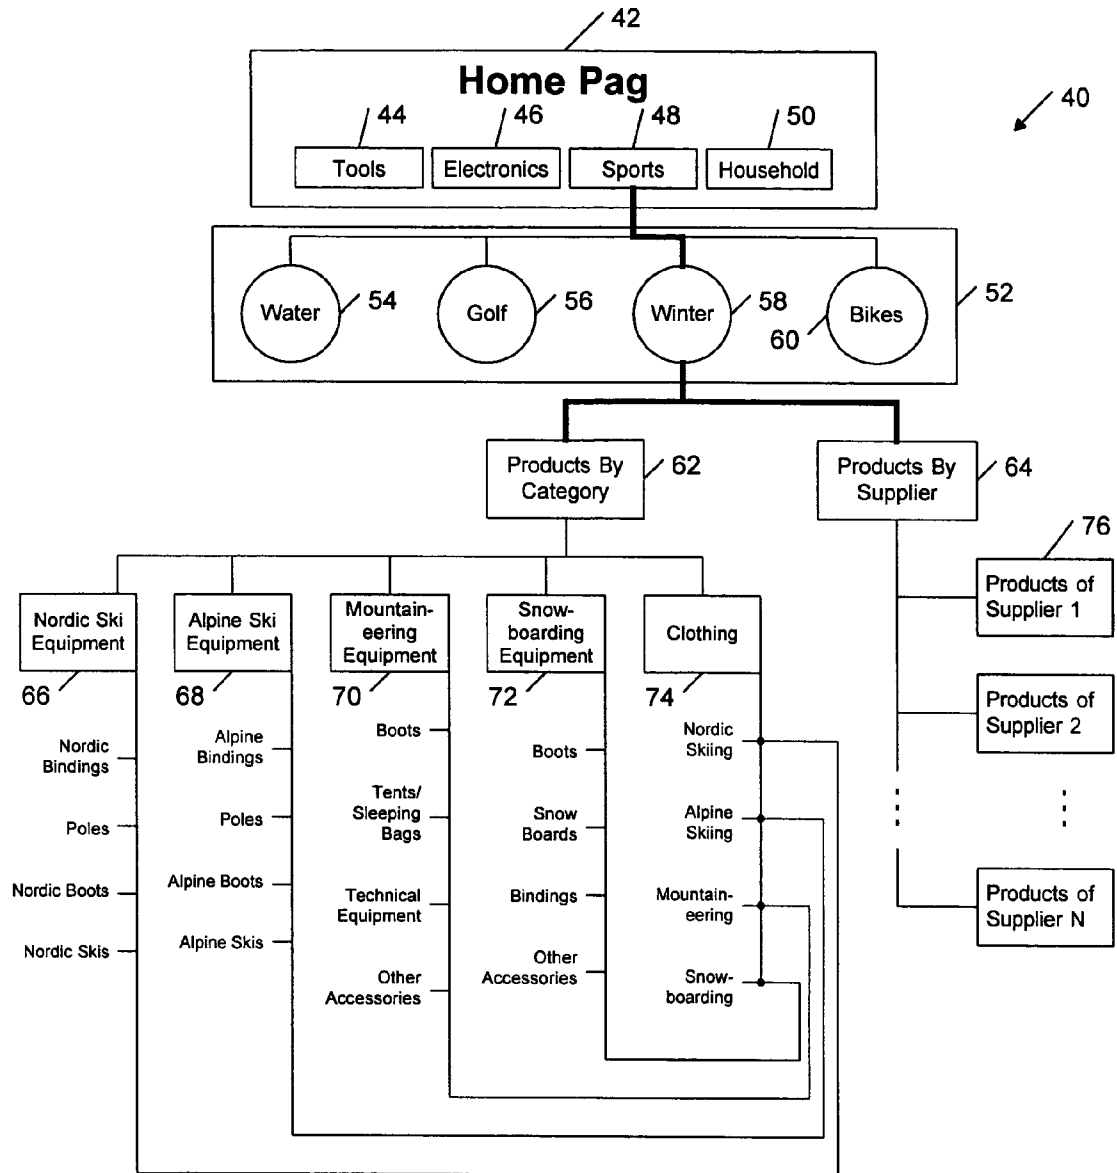 42
Home Pag
40
44
46
48
50
Tools
Electronics
Sports
Household
Water
54
Golf
56
Winter
58
60
Bikes
52
Products By
Category
62
Products By
Supplier
64
76
Products of
Supplier 1
Products of
Supplier 2
Products of
Supplier N
Nordic Ski
Equipment
66
Nordic
Bindings
Poles
Nordic Boots
Nordic Skis
Alpine Ski
Equipment
68
Alpine
Bindings
Poles
Alpine Boots
Alpine Skis
Mountain-
eering
Equipment
70
Boots
Tents/
Sleeping
Bags
Technical
Equipment
Other
Accessories
Snow-
boarding
Equipment
72
Boots
Snow
Boards
Bindings
Other
Accessories
Clothing
74
Nordic
Skiing
Alpine
Skiing
Mountain-
eering
Snow-
boarding